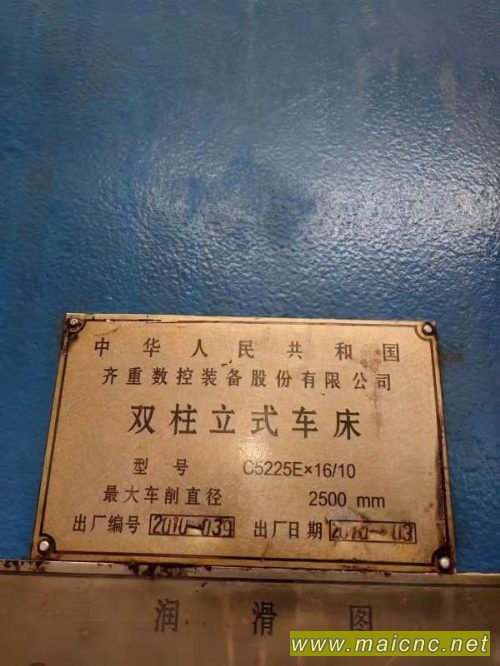 中华人民共和国
齐重数控装备股份有限公司
双柱立式车床
型号 C5225E×16/10
最大车削直径 2500 mm
出厂编号 2010-039 出厂日期 2010-03
润滑图
www.maicnc.net